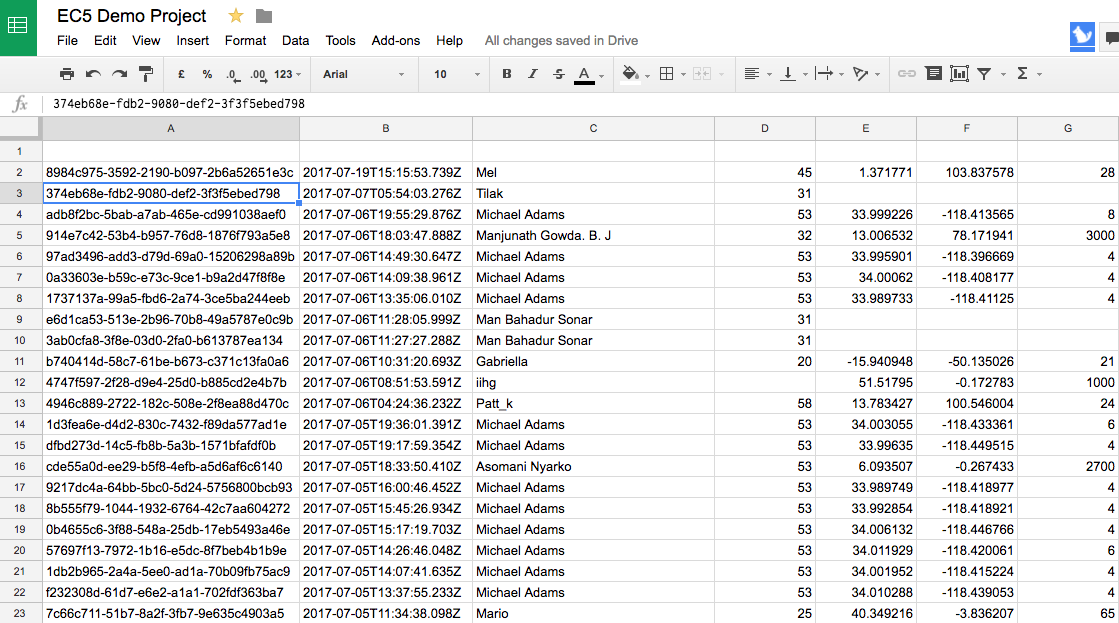 EC5 Demo Project
File Edit View Insert Format Data Tools Add-ons Help All changes saved in Drive
£ % .0 .00 123 Arial 10 B I S A Σ
fx 374eb68e-fdb2-9080-def2-3f3f5ebed798
A B C D E F G
1
2 8984c975-3592-2190-b097-2b6a52651e3c 2017-07-19T15:15:53.739Z Mel 45 1.371771 103.837578 28
3 374eb68e-fdb2-9080-def2-3f3f5ebed798 2017-07-07T05:54:03.276Z Tilak 31
4 adb8f2bc-5bab-a7ab-465e-cd991038aef0 2017-07-06T19:55:29.876Z Michael Adams 53 33.999226 -118.413565 8
5 914e7c42-53b4-b957-76d8-1876f793a5e8 2017-07-06T18:03:47.888Z Manjunath Gowda. B. J 32 13.006532 78.171941 3000
6 97ad3496-add3-d79d-69a0-15206298a89b 2017-07-06T14:49:30.647Z Michael Adams 53 33.995901 -118.396669 4
7 0a33603e-b59c-e73c-9ce1-b9a2d47f8f8e 2017-07-06T14:09:38.961Z Michael Adams 53 34.00062 -118.408177 4
8 1737137a-99a5-fbd6-2a74-3ce5ba244eeb 2017-07-06T13:35:06.010Z Michael Adams 53 33.989733 -118.41125 4
9 e6d1ca53-513e-2b96-70b8-49a5787e0c9b 2017-07-06T11:28:05.999Z Man Bahadur Sonar 31
10 3ab0cfa8-3f8e-03d0-2fa0-b613787ea134 2017-07-06T11:27:27.288Z Man Bahadur Sonar 31
11 b740414d-58c7-61be-b673-c371c13fa0a6 2017-07-06T10:31:20.693Z Gabriella 20 -15.940948 -50.135026 21
12 4747f597-2f28-d9e4-25d0-b885cd2e4b7b 2017-07-06T08:51:53.591Z iihg 51.51795 -0.172783 1000
13 4946c889-2722-182c-508e-2f8ea88d470c 2017-07-06T04:24:36.232Z Patt_k 58 13.783427 100.546004 24
14 1d3fea6e-d4d2-830c-7432-f89da577ad1e 2017-07-05T19:36:01.391Z Michael Adams 53 34.003055 -118.433361 6
15 dfbd273d-14c5-fb8b-5a3b-1571bfafdf0b 2017-07-05T19:17:59.354Z Michael Adams 53 33.99635 -118.449515 4
16 cde55a0d-ee29-b5f8-4efb-a5d6af6c6140 2017-07-05T18:33:50.410Z Asomani Nyarko 53 6.093507 -0.267433 2700
17 9217dc4a-64bb-5bc0-5d24-5756800bcb93 2017-07-05T16:00:46.452Z Michael Adams 53 33.989749 -118.418977 4
18 8b555f79-1044-1932-6764-42c7aa604272 2017-07-05T15:45:26.934Z Michael Adams 53 33.992854 -118.418921 4
19 0b4655c6-3f88-548a-25db-17eb5493a46e 2017-07-05T15:17:19.703Z Michael Adams 53 34.006132 -118.446766 4
20 57697f13-7972-1b16-e5dc-8f7beb4b1b9e 2017-07-05T14:26:46.048Z Michael Adams 53 34.011929 -118.420061 6
21 1db2b965-2a4a-5ee0-ad1a-70b09fb75ac9 2017-07-05T14:07:41.635Z Michael Adams 53 34.001952 -118.415224 4
22 f232308d-61d7-e6e2-a1a1-702fdf363ba7 2017-07-05T13:37:55.233Z Michael Adams 53 34.010288 -118.439053 4
23 7c66c711-51b7-8a2f-3fb7-9e635c4903a5 2017-07-05T11:34:38.098Z Mario 25 40.349216 -3.836207 65